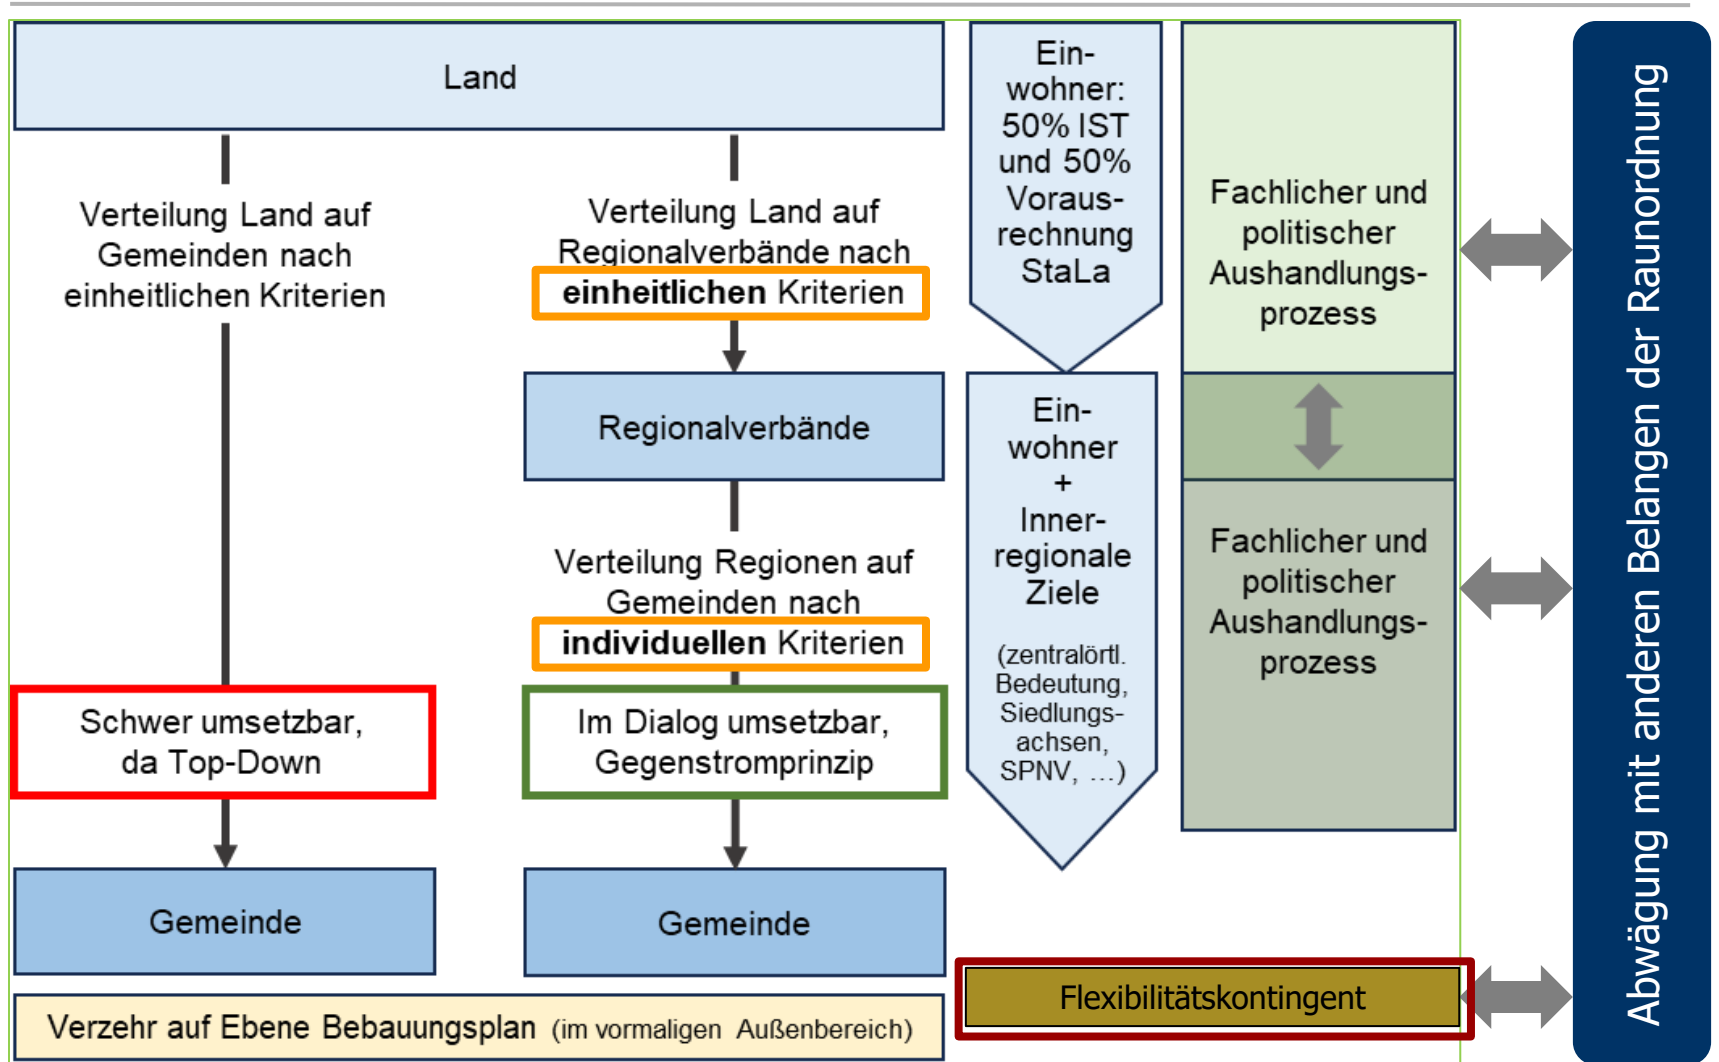 Land
Verteilung Land auf
Gemeinden nach
einheitlichen Kriterien
Schwer umsetzbar,
da Top-Down
Gemeinde
Verteilung Land auf
Regionalverbände nach
einheitlichen Kriterien
Regionalverbände
Verteilung Regionen auf
Gemeinden nach
individuellen Kriterien
Im Dialog umsetzbar,
Gegenstromprinzip
Gemeinde
Verzehr auf Ebene Bebauungsplan (im vormaligen Außenbereich)
Ein-
wohner:
50% IST
und 50%
Voraus-
rechnung
StaLa
Ein-
wohner
+
Inner-
regionale
Ziele
(zentralörtl.
Bedeutung,
Siedlungs-
achsen,
SPNV, ...)
Fachlicher und
politischer
Aushandlungs-
prozess
Fachlicher und
politischer
Aushandlungs-
prozess
Flexibilitätskontingent
Abwägung mit anderen Belangen der Raunordnung